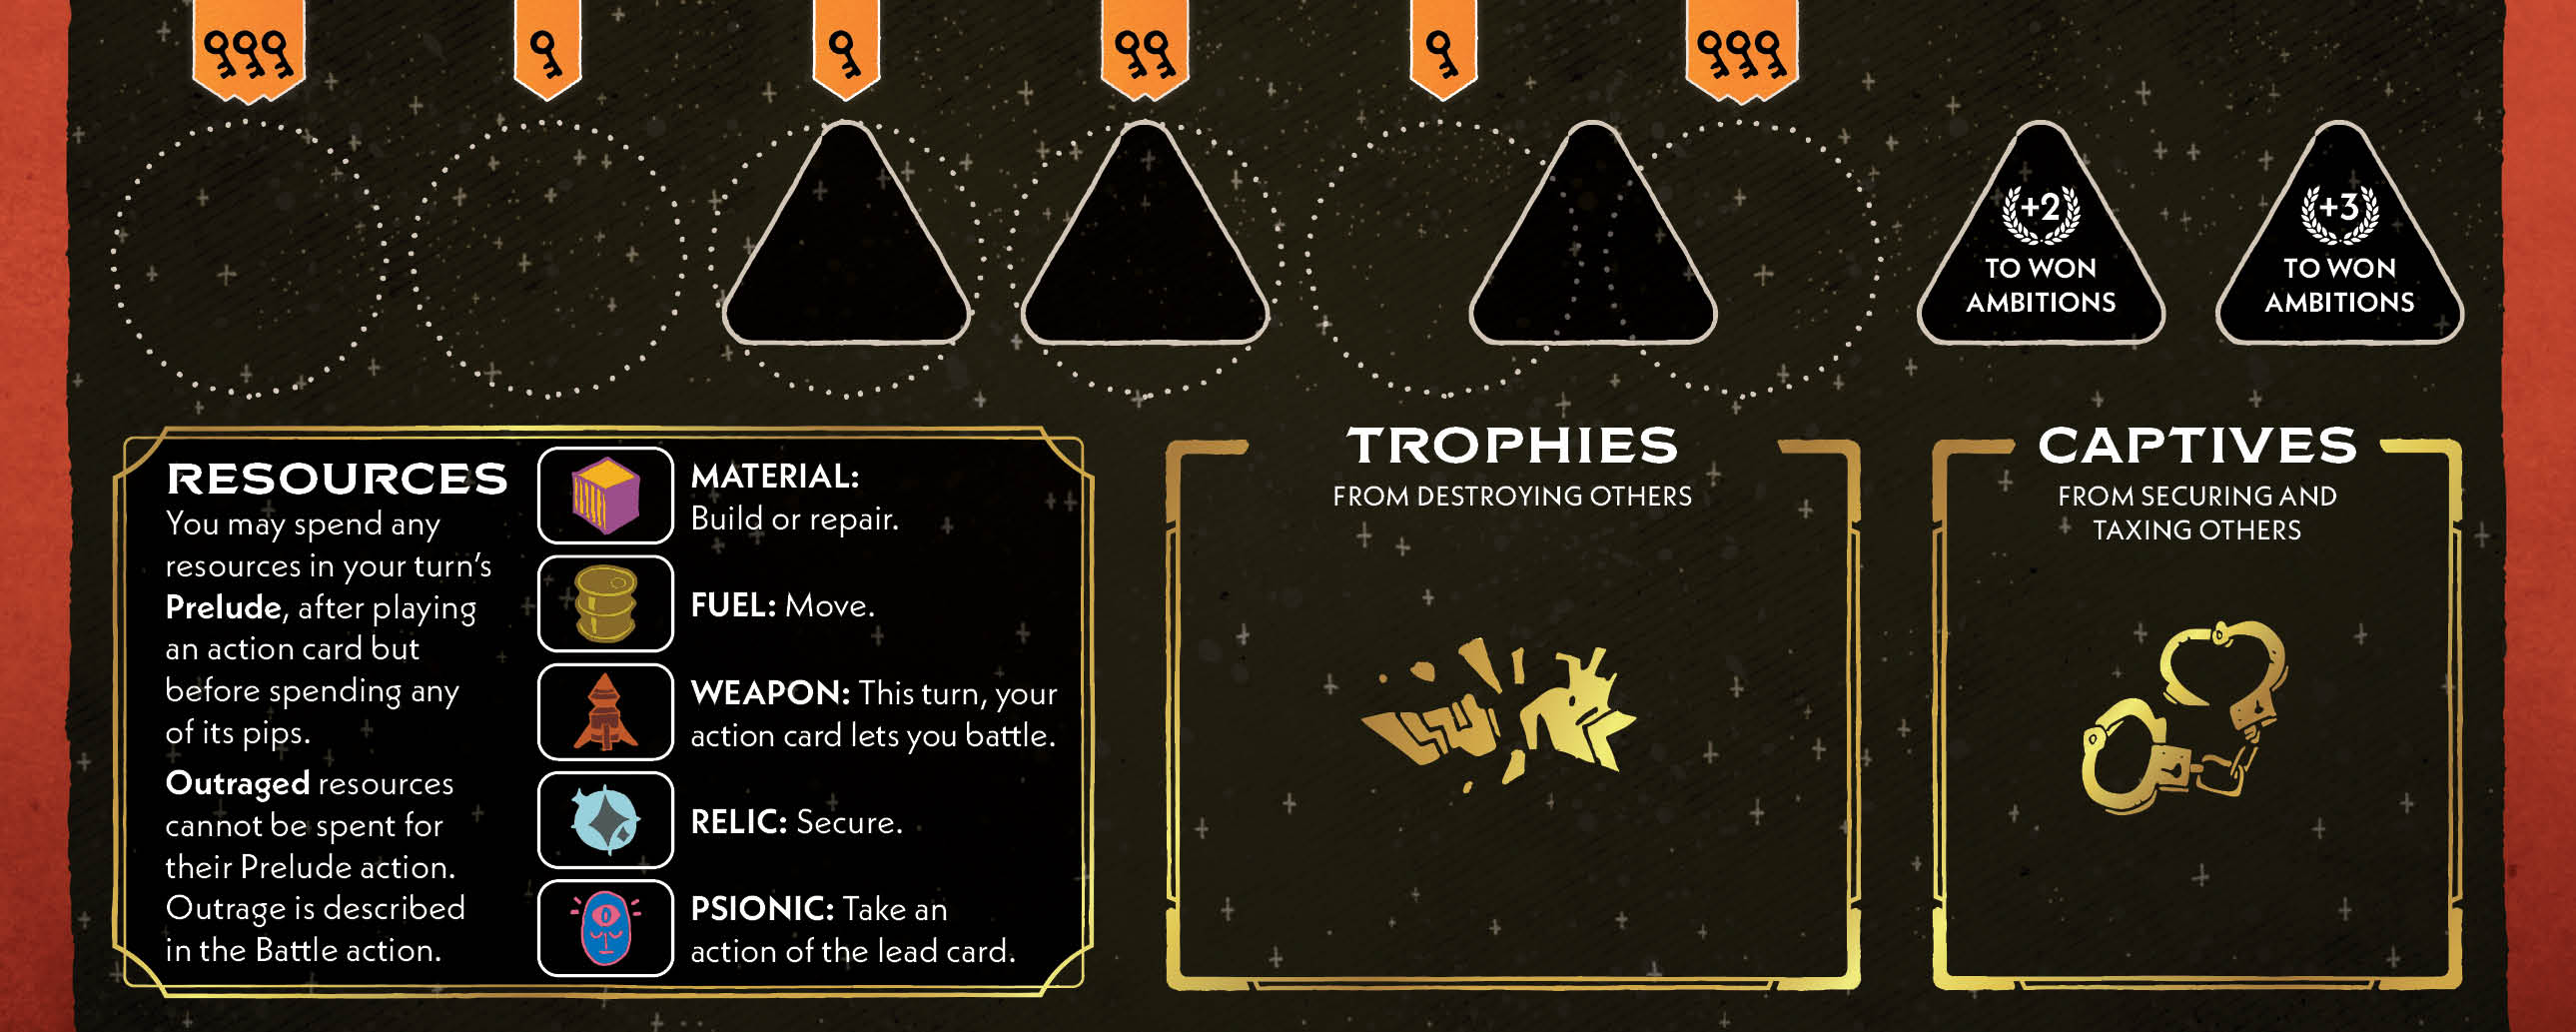 +2
TO WON
AMBITIONS
+3
TO WON
AMBITIONS
RESOURCES
You may spend any
resources in your turn's
Prelude, after playing
an action card but
before spending any
of its pips.
Outraged resources
cannot be spent for
their Prelude action.
Outrage is described
in the Battle action.
MATERIAL:
Build or repair.
FUEL: Move.
WEAPON: This turn, your
action card lets you battle.
RELIC: Secure.
PSIONIC: Take an
action of the lead card.
TROPHIES
FROM DESTROYING OTHERS
CAPTIVES
FROM SECURING AND
TAXING OTHERS